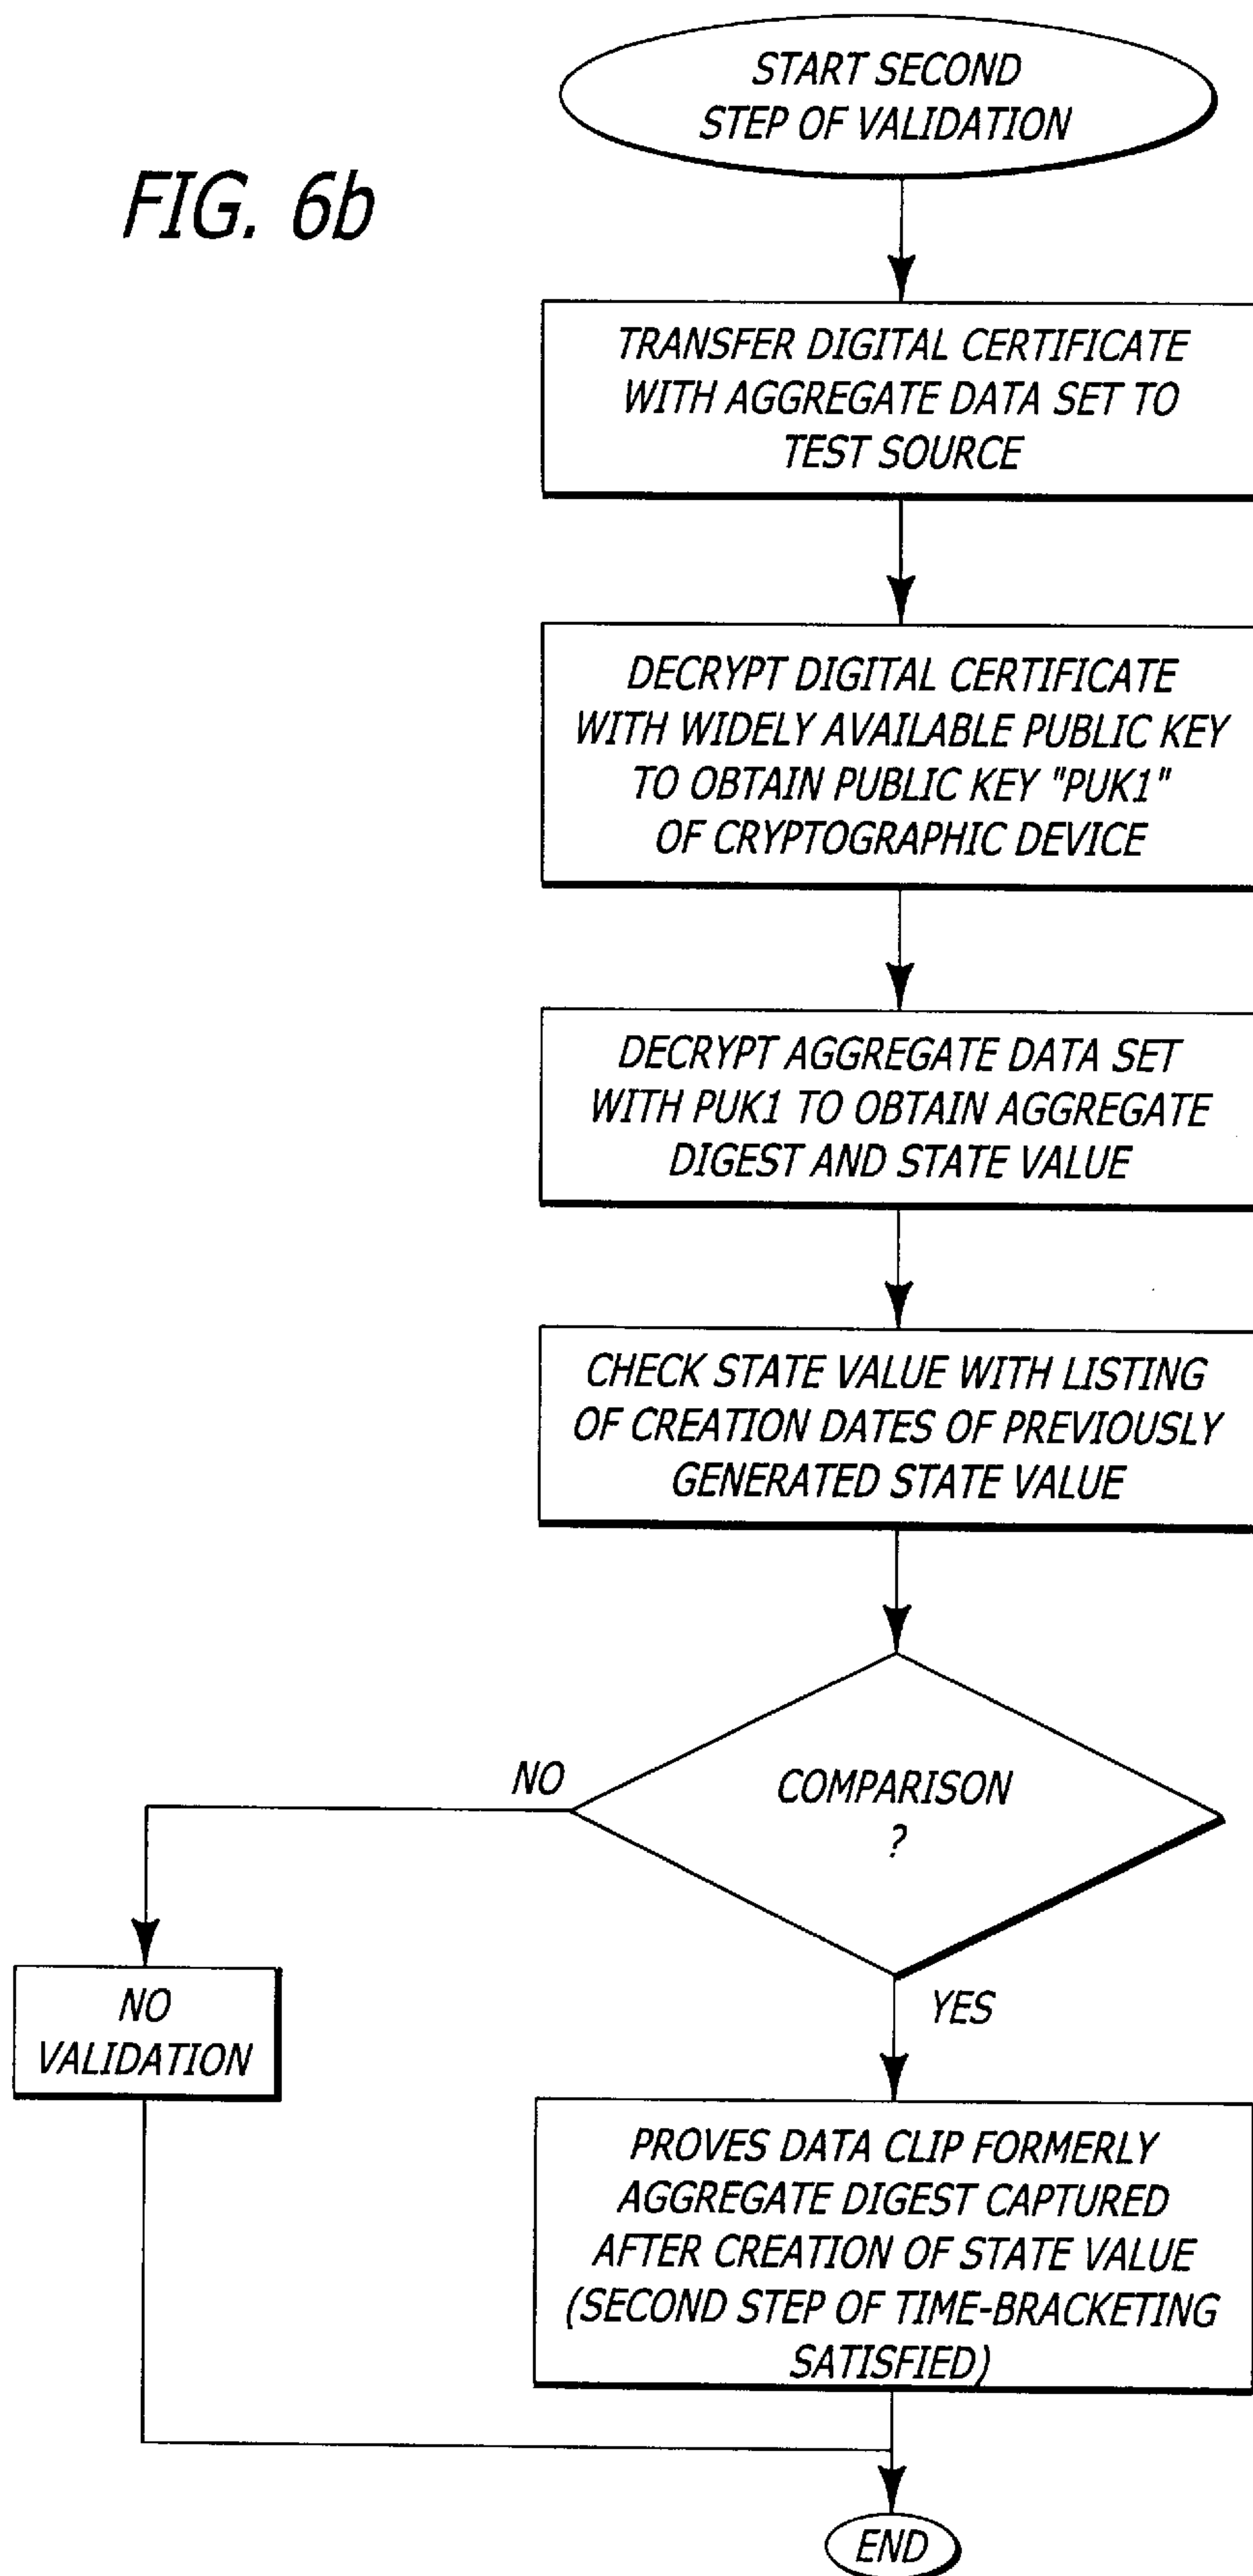 FIG. 6b
START SECOND
STEP OF VALIDATION
TRANSFER DIGITAL CERTIFICATE
WITH AGGREGATE DATA SET TO
TEST SOURCE
DECRYPT DIGITAL CERTIFICATE
WITH WIDELY AVAILABLE PUBLIC KEY
TO OBTAIN PUBLIC KEY "PUK1"
OF CRYPTOGRAPHIC DEVICE
DECRYPT AGGREGATE DATA SET
WITH PUK1 TO OBTAIN AGGREGATE
DIGEST AND STATE VALUE
CHECK STATE VALUE WITH LISTING
OF CREATION DATES OF PREVIOUSLY
GENERATED STATE VALUE
COMPARISON
?
NO
NO
VALIDATION
YES
PROVES DATA CLIP FORMERLY
AGGREGATE DIGEST CAPTURED
AFTER CREATION OF STATE VALUE
(SECOND STEP OF TIME-BRACKETING
SATISFIED)
END